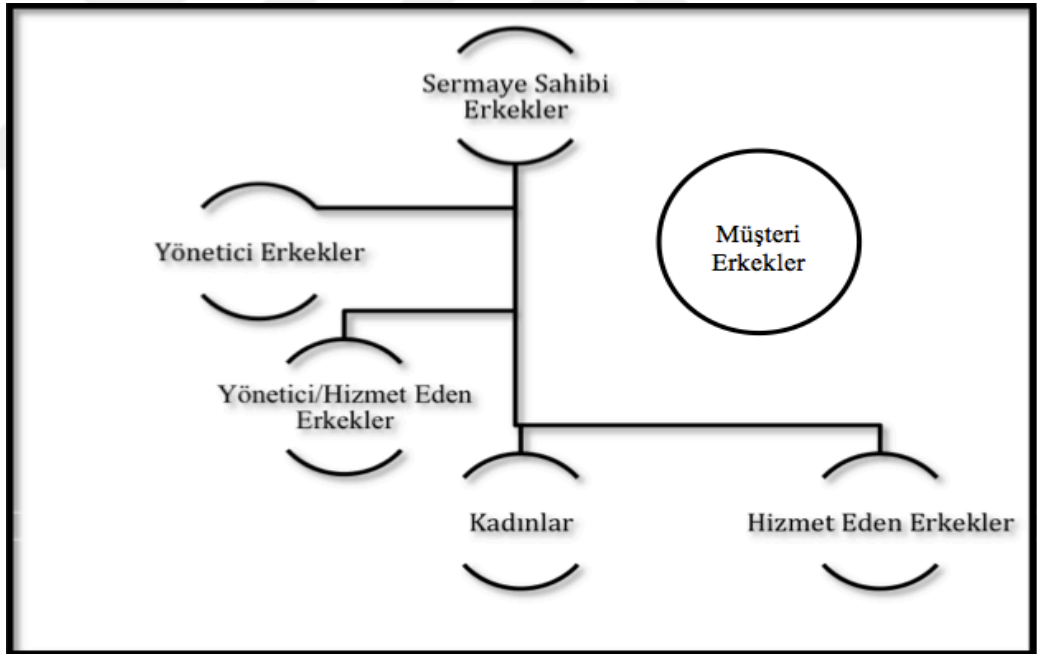 Sermaye Sahibi
Erkekler
Müşteri
Erkekler
Yönetici Erkekler
Yönetici/Hizmet Eden
Erkekler
Kadınlar
Hizmet Eden Erkekler